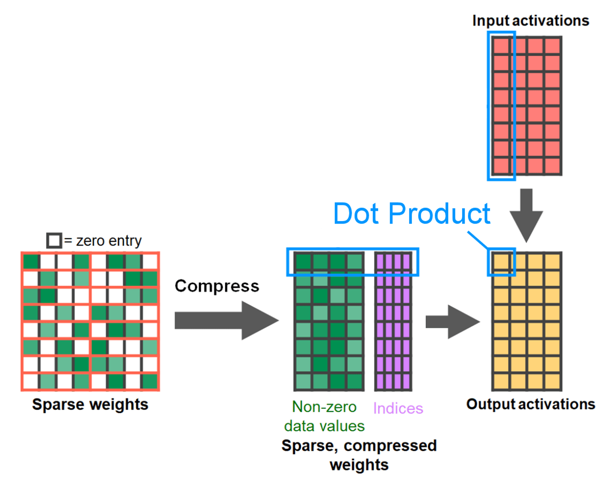 Input activations
Dot Product
= zero entry
Compress
Sparse weights
Non-zero
data values
Indices
Sparse, compressed
weights
Output activations